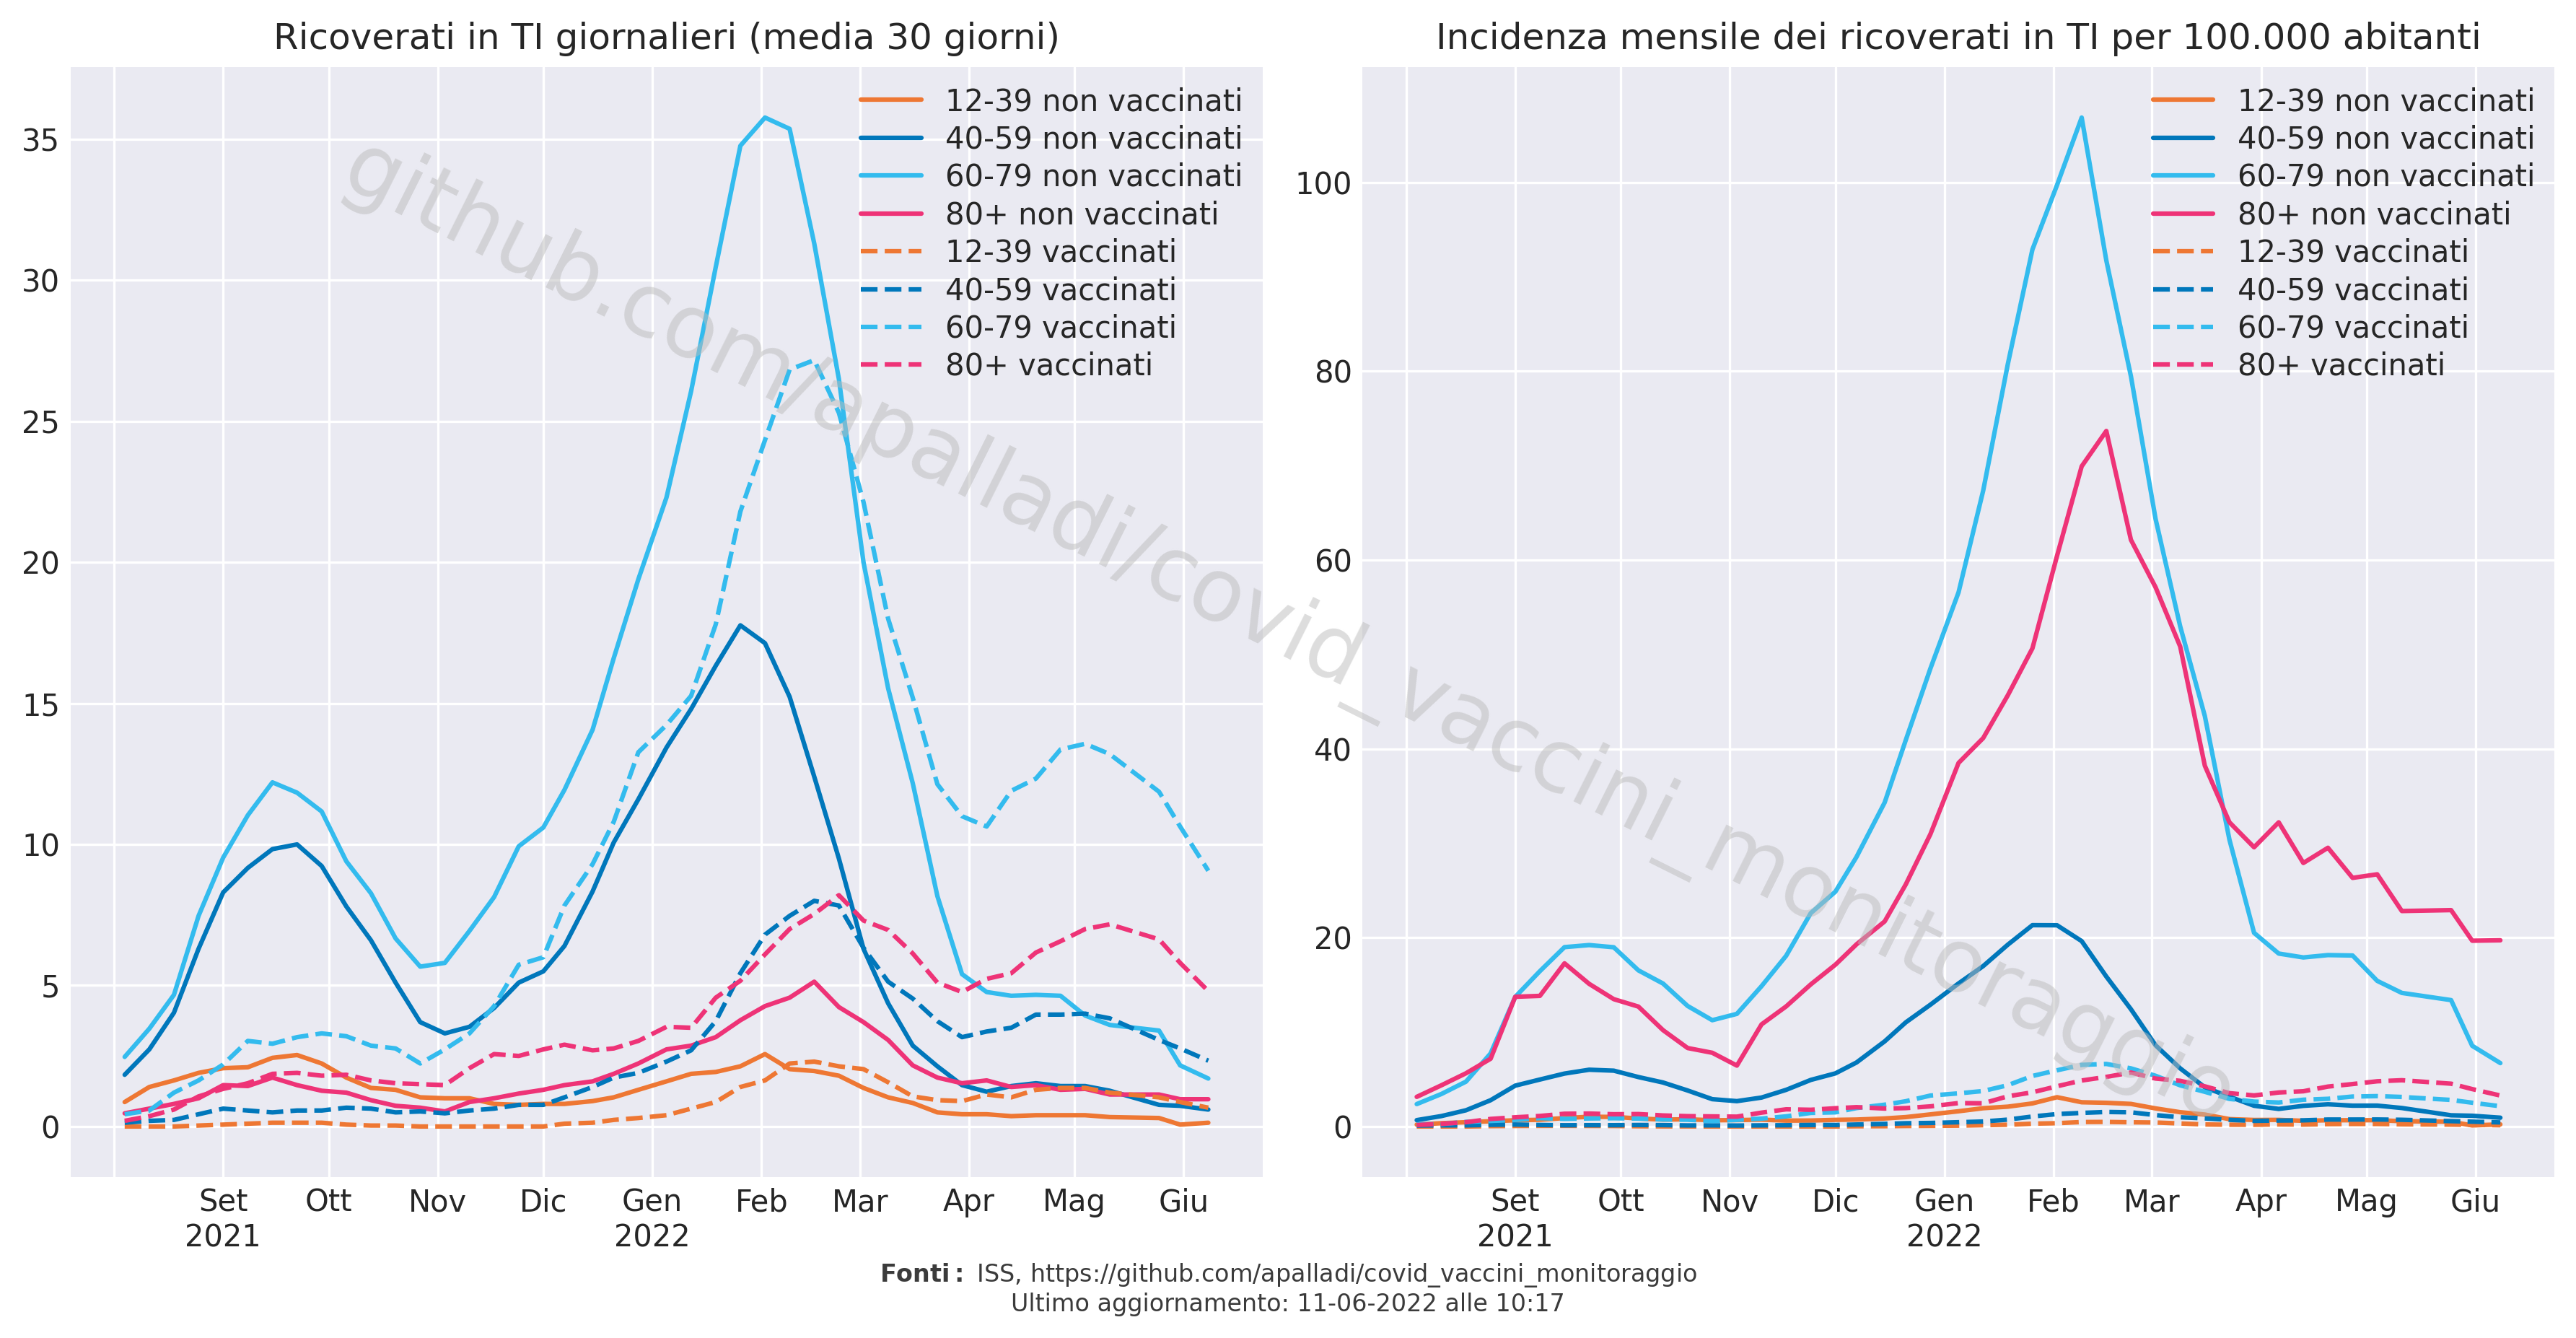 Ricoverati in TI giornalieri (media 30 giorni)
35
30
25
20
15
10
5
0
12-39 non vaccinati
40-59 non vaccinati
60-79 non vaccinati
80+ non vaccinati
12-39 vaccinati
40-59 vaccinati
60-79 vaccinati
80+ vaccinati
Set Ott Nov Dic Gen Feb Mar Apr Mag Giu
2021 2022
Incidenza mensile dei ricoverati in TI per 100.000 abitanti
100
80
60
40
20
0
12-39 non vaccinati
40-59 non vaccinati
60-79 non vaccinati
80+ non vaccinati
12-39 vaccinati
40-59 vaccinati
60-79 vaccinati
80+ vaccinati
Set Ott Nov Dic Gen Feb Mar Apr Mag Giu
2021 2022
github.com/apalladi/covid_vaccini_monitoraggio
Fonti: ISS, https://github.com/apalladi/covid_vaccini_monitoraggio
Ultimo aggiornamento: 11-06-2022 alle 10:17